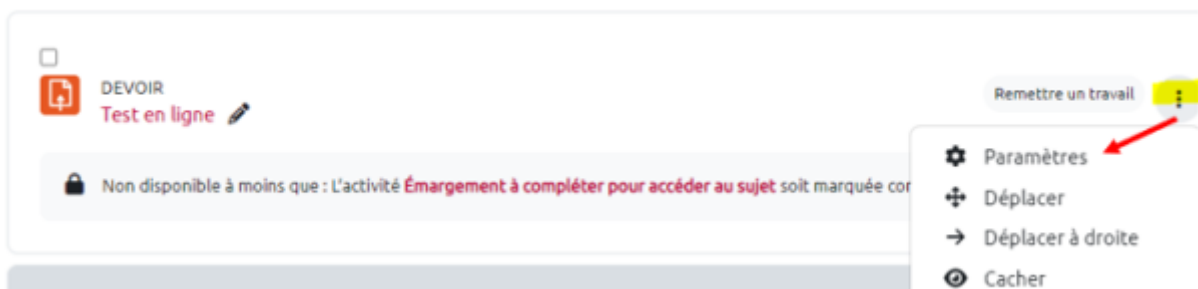 DEVOIR
Test en ligne
Remettre un travail
Non disponible à moins que : L'activité Émargement à compléter pour accéder au sujet soit marquée
Paramètres
Déplacer
Déplacer à droite
Cacher